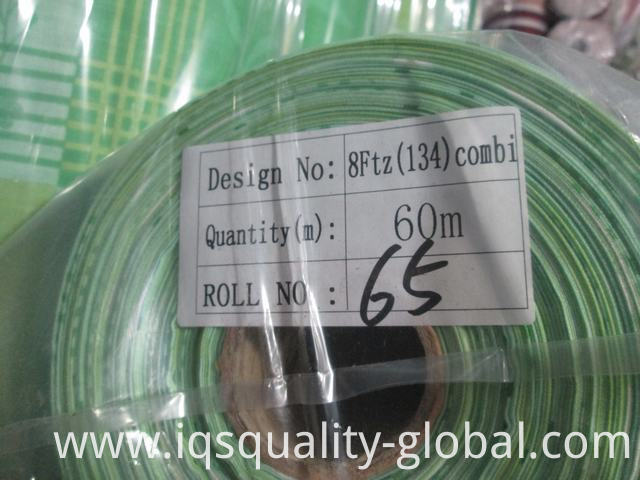 Design No: 8Ftz(134)combi
Quantity(m): 60m
ROLL NO : 65
www.iqsquality-global.com